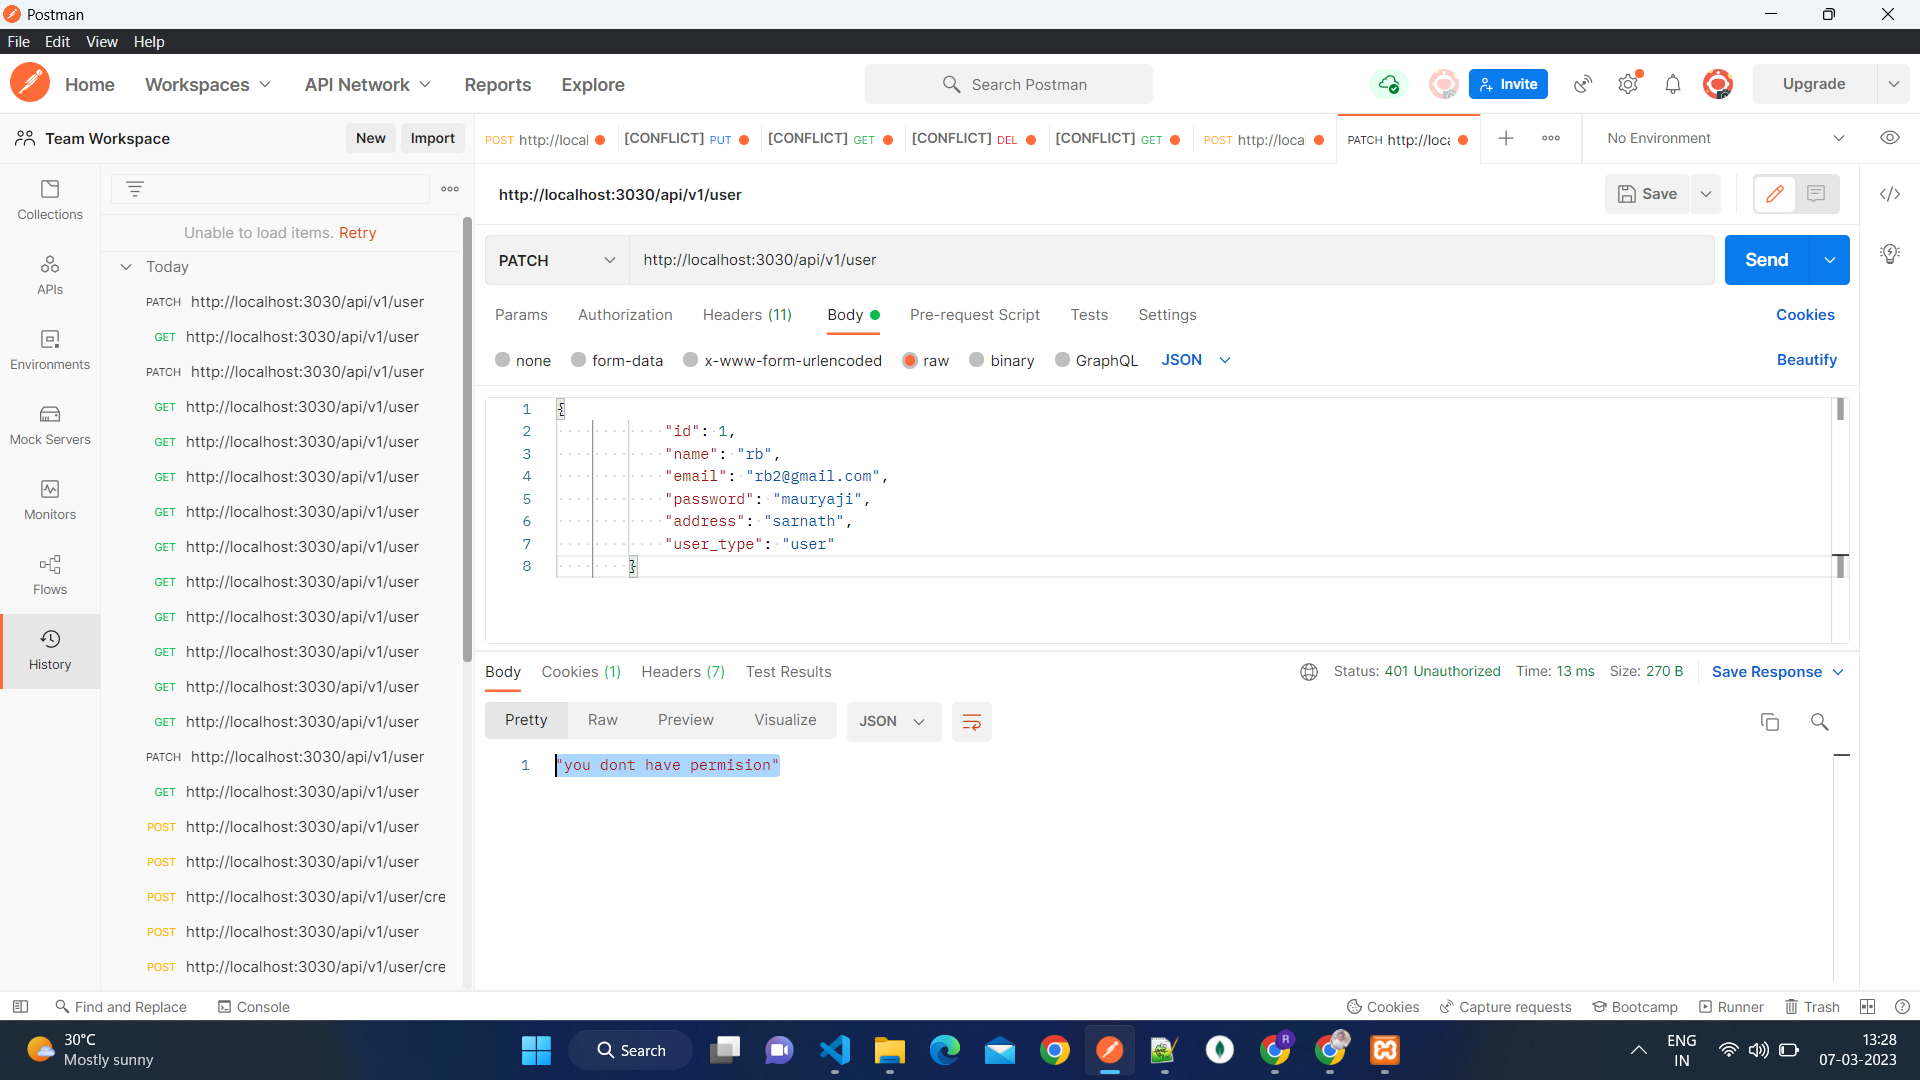 Postman
File Edit View Help
Home Workspaces API Network Reports Explore Search Postman Invite Upgrade
Team Workspace New Import
POST http://local [CONFLICT] PUT [CONFLICT] GET [CONFLICT] DEL [CONFLICT] GET POST http://loca PATCH http://loca No Environment
Collections
APIs
Environments
Mock Servers
Monitors
Flows
History
Unable to load items. Retry
Today
PATCH http://localhost:3030/api/v1/user
GET http://localhost:3030/api/v1/user
PATCH http://localhost:3030/api/v1/user
GET http://localhost:3030/api/v1/user
GET http://localhost:3030/api/v1/user
GET http://localhost:3030/api/v1/user
GET http://localhost:3030/api/v1/user
GET http://localhost:3030/api/v1/user
GET http://localhost:3030/api/v1/user
GET http://localhost:3030/api/v1/user
GET http://localhost:3030/api/v1/user
GET http://localhost:3030/api/v1/user
GET http://localhost:3030/api/v1/user
PATCH http://localhost:3030/api/v1/user
GET http://localhost:3030/api/v1/user
POST http://localhost:3030/api/v1/user
POST http://localhost:3030/api/v1/user
POST http://localhost:3030/api/v1/user/cre
POST http://localhost:3030/api/v1/user
POST http://localhost:3030/api/v1/user/cre
http://localhost:3030/api/v1/user Save
PATCH http://localhost:3030/api/v1/user Send
Params Authorization Headers (11) Body Pre-request Script Tests Settings Cookies
none form-data x-www-form-urlencoded raw binary GraphQL JSON Beautify
1 {
2 "id": 1,
3 "name": "rb",
4 "email": "rb2@gmail.com",
5 "password": "mauryaji",
6 "address": "sarnath",
7 "user_type": "user"
8 }
Body Cookies (1) Headers (7) Test Results Status: 401 Unauthorized Time: 13 ms Size: 270 B Save Response
Pretty Raw Preview Visualize JSON
1 "you dont have permision"
Find and Replace Console Cookies Capture requests Bootcamp Runner Trash
30°C
Mostly sunny
Search
R
ENG
IN
13:28
07-03-2023